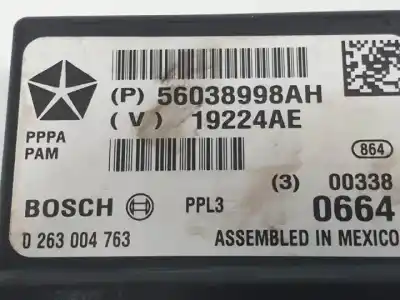 (P) 56038998AH
(V) 19224AE
PPPA
PAM
864
(3) 00338
BOSCH PPL3 0664
0 263 004 763 ASSEMBLED IN MEXICO